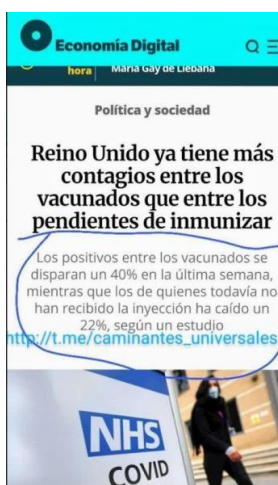 Economía Digital
hora María Gay de Liébana
Política y sociedad
Reino Unido ya tiene más
contagios entre los
vacunados que entre los
pendientes de inmunizar
Los positivos entre los vacunados se
disparan un 40% en la última semana,
mientras que los de quienes todavía no
han recibido la inyección ha caído un
22%, según un estudio
http://t.me/caminantes_universales
NHS
COVID